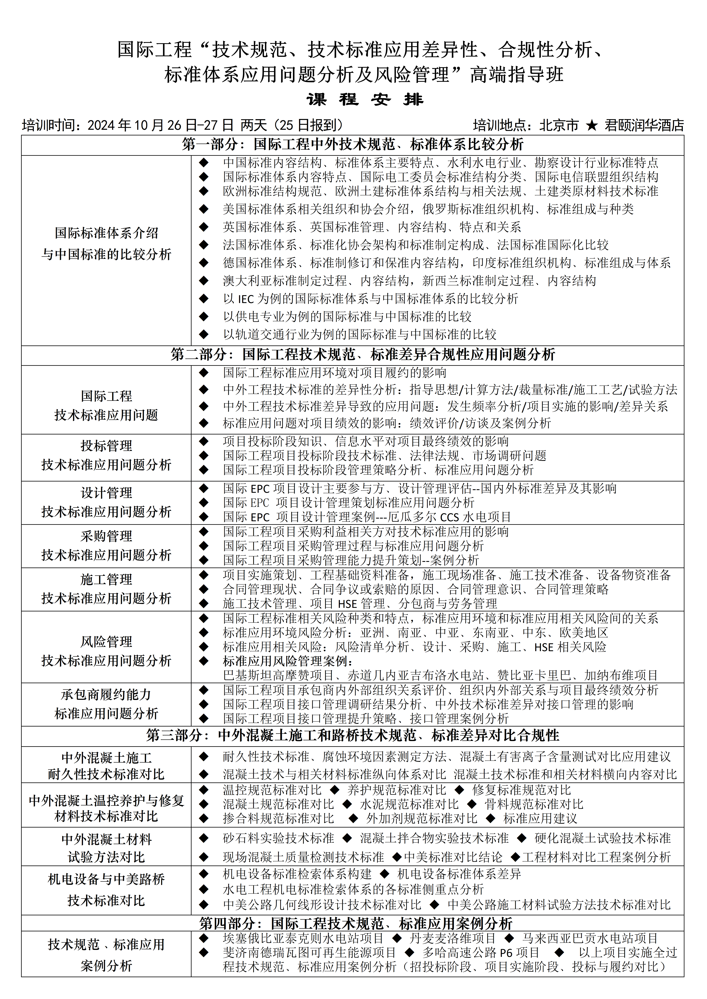 国际工程“技术规范、技术标准应用差异性、合规性分析、
标准体系应用问题分析及风险管理”高端指导班
课 程 安 排
培训时间：2024年10月26日-27日 两天（25日报到） 培训地点：北京市 ★ 君颐润华酒店
第一部分：国际工程中外技术规范、标准体系比较分析
国际标准体系介绍
与中国标准的比较分析
◆ 中国标准内容结构、标准体系主要特点、水利水电行业、勘察设计行业标准特点
◆ 国际标准体系内容特点、国际电工委员会标准结构分类、国际电信联盟组织结构
◆ 欧洲标准结构规范、欧洲土建标准体系结构与相关法规、土建类原材料技术标准
◆ 美国标准体系相关组织和协会介绍，俄罗斯标准组织机构、标准组成与种类
◆ 英国标准体系、英国标准管理、内容结构、特点和关系
◆ 法国标准体系、标准化协会架构和标准制定构成、法国标准国际化比较
◆ 德国标准体系、标准制修订和保准内容结构，印度标准组织机构、标准组成与体系
◆ 澳大利亚标准制定过程、内容结构，新西兰标准制定过程、内容结构
◆ 以 IEC 为例的国际标准体系与中国标准体系的比较分析
◆ 以供电专业为例的国际标准与中国标准的比较
◆ 以轨道交通行业为例的国际标准与中国标准的比较
第二部分：国际工程技术规范、标准差异合规性应用问题分析
国际工程
技术标准应用问题
◆ 国际工程标准应用环境对项目履约的影响
◆ 中外工程技术标准的差异性分析：指导思想/计算方法/裁量标准/施工工艺/试验方法
◆ 中外工程技术标准差异导致的应用问题：发生频率分析/项目实施的影响/差异关系
◆ 标准应用问题对项目绩效的影响：绩效评价/访谈及案例分析
投标管理
技术标准应用问题分析
◆ 项目投标阶段知识、信息水平对项目最终绩效的影响
◆ 国际工程项目投标阶段技术标准、法律法规、市场调研问题
◆ 国际工程项目投标阶段管理策略分析、标准应用问题分析
设计管理
技术标准应用问题分析
◆ 国际 EPC 项目设计主要参与方、设计管理评估--国内外标准差异及其影响
◆ 国际 EPC 项目设计管理策划标准应用问题分析
◆ 国际 EPC 项目设计管理案例---厄瓜多尔 CCS 水电项目
采购管理
技术标准应用问题分析
◆ 国际工程项目采购利益相关方对技术标准应用的影响
◆ 国际工程项目采购管理过程与标准应用问题分析
◆ 国际工程项目采购管理能力提升策划--案例分析
施工管理
技术标准应用问题分析
◆ 项目实施策划、工程基础资料准备，施工现场准备、施工技术准备、设备物资准备
◆ 合同管理现状、合同争议或索赔的原因、合同管理意识、合同管理策略
◆ 施工技术管理、项目 HSE 管理、分包商与劳务管理
风险管理
技术标准应用问题分析
◆ 国际工程标准相关风险种类和特点，标准应用环境和标准应用相关风险间的关系
◆ 标准应用环境风险分析：亚洲、南亚、中亚、东南亚、中东、欧美地区
◆ 标准应用相关风险：风险清单分析、设计、采购、施工、HSE 相关风险
◆ 标准应用风险管理案例：
巴基斯坦高摩赞项目、赤道几内亚吉布洛水电站、赞比亚卡里巴、加纳布维项目
承包商履约能力
标准应用问题分析
◆ 国际工程项目承包商内外部组织关系评价、组织内外部关系与项目最终绩效分析
◆ 国际工程项目接口管理调研结果分析、中外技术标准差异对接口管理的影响
◆ 国际工程项目接口管理提升策略、接口管理案例分析
第三部分：中外混凝土施工和路桥技术规范、标准差异对比合规性
中外混凝土施工
耐久性技术标准对比
◆ 耐久性技术标准、腐蚀环境因素测定方法、混凝土有害离子含量测试对比应用建议
◆ 混凝土技术与相关材料标准纵向体系对比 混凝土技术标准和相关材料横向内容对比
中外混凝土温控养护与修复
材料技术标准对比
◆ 温控规范标准对比 ◆ 养护规范标准对比 ◆ 修复标准规范对比
◆ 混凝土规范标准对比 ◆ 水泥规范标准对比 ◆ 骨料规范标准对比
◆ 掺合料规范标准对比 ◆ 外加剂规范标准对比 ◆ 标准应用建议
中外混凝土材料
试验方法对比
◆ 砂石料实验技术标准 ◆ 混凝土拌合物实验技术标准 ◆ 硬化混凝土试验技术标准
◆ 现场混凝土质量检测技术标准 ◆中美标准对比结论 ◆工程材料对比工程案例分析
机电设备与中美路桥
技术标准对比
◆ 机电设备标准检索体系构建 ◆ 机电设备标准体系差异
◆ 水电工程机电标准检索体系的各标准侧重点分析
◆ 中美公路几何线形设计技术标准对比 ◆ 中美公路施工材料试验方法技术标准对比
第四部分：国际工程技术规范、标准应用案例分析
技术规范、标准应用
案例分析
◆ 埃塞俄比亚泰克则水电站项目 ◆ 丹麦麦洛维项目 ◆ 马来西亚巴贡水电站项目
◆ 斐济南德瑞瓦图可再生能源项目 ◆ 多哈高速公路 P6 项目 ◆ 以上项目实施全过
程技术规范、标准应用案例分析（招投标阶段、项目实施阶段、投标与履约对比）